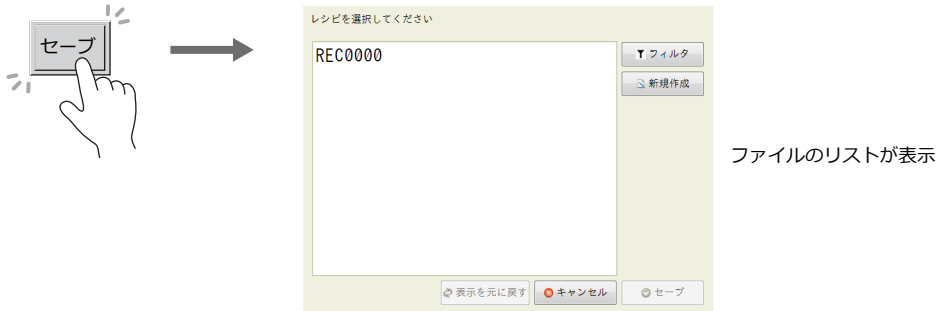 セーブ
レシピを選択してください
REC0000
フィルタ
新規作成
ファイルのリストが表示
表示を元に戻す
キャンセル
セーブ